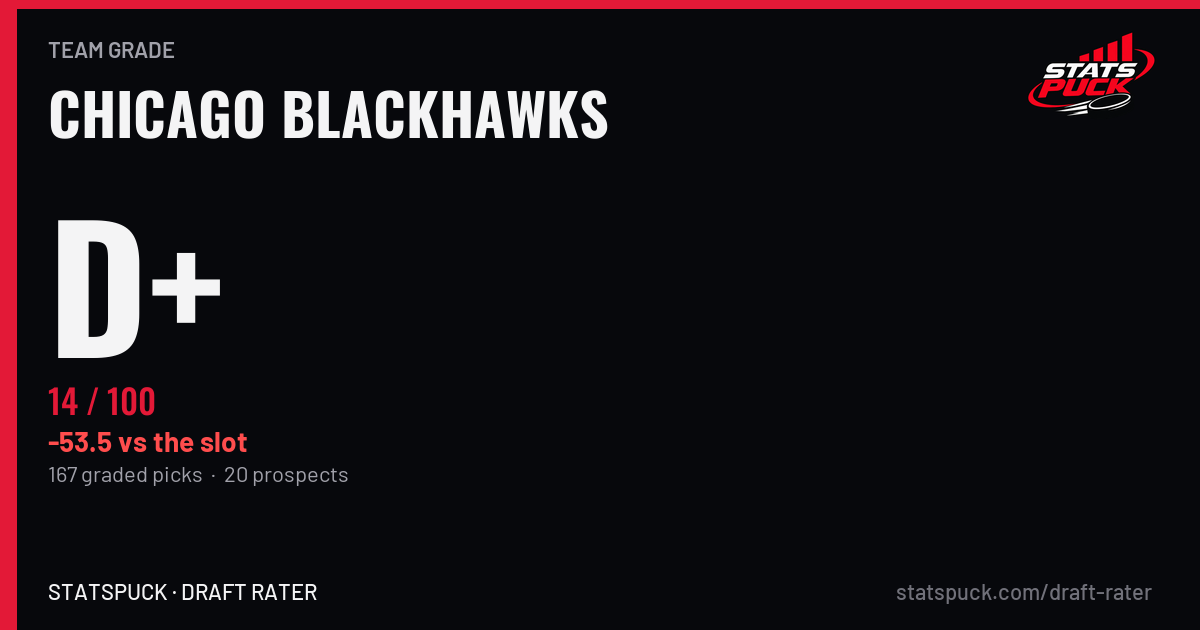 TEAM GRADE
STATS
PUCK
CHICAGO BLACKHAWKS
D+
14 / 100
-53.5 vs the slot
167 graded picks · 20 prospects
STATSPUCK · DRAFT RATER
statspuck.com/draft-rater